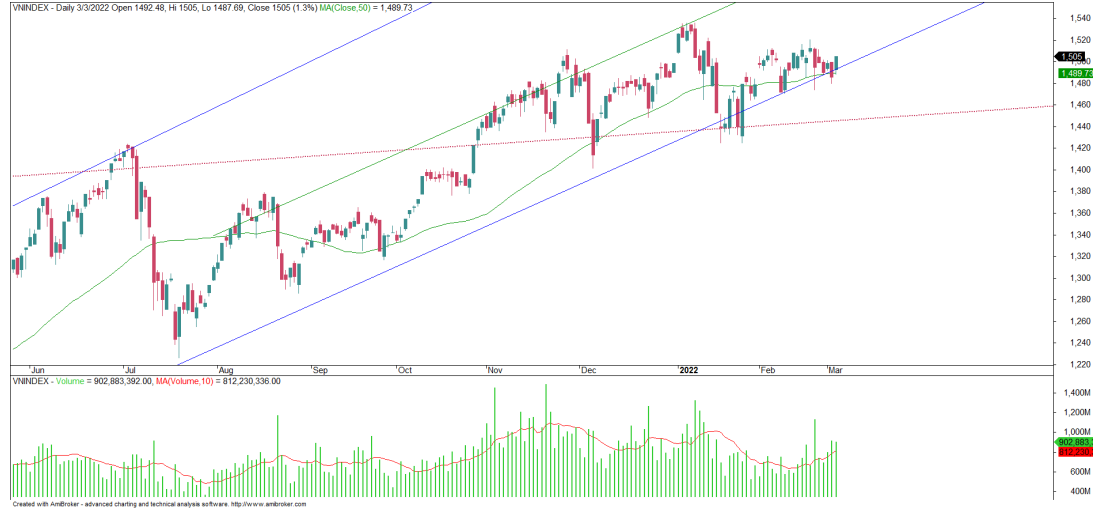 VNINDEX - Daily 3/3/2022 Open 1492.48, Hi 1505, Lo 1487.69, Close 1505 (1.3%) MA(Close,50) = 1,489.73
1,540
1,520
1,505
1,500
1,489.73
1,480
1,460
1,440
1,420
1,400
1,380
1,360
1,340
1,320
1,300
1,280
1,260
1,240
1,220
Jun Jul Aug Sep Oct Nov Dec 2022 Feb Mar
VNINDEX - Volume = 902,883,392.00, MA(Volume,10) = 812,230,336.00
1,400M
1,200M
1,000M
902,883,
812,230,
600M
400M
Created with AmiBroker - advanced charting and technical analysis software. http://www.amibroker.com